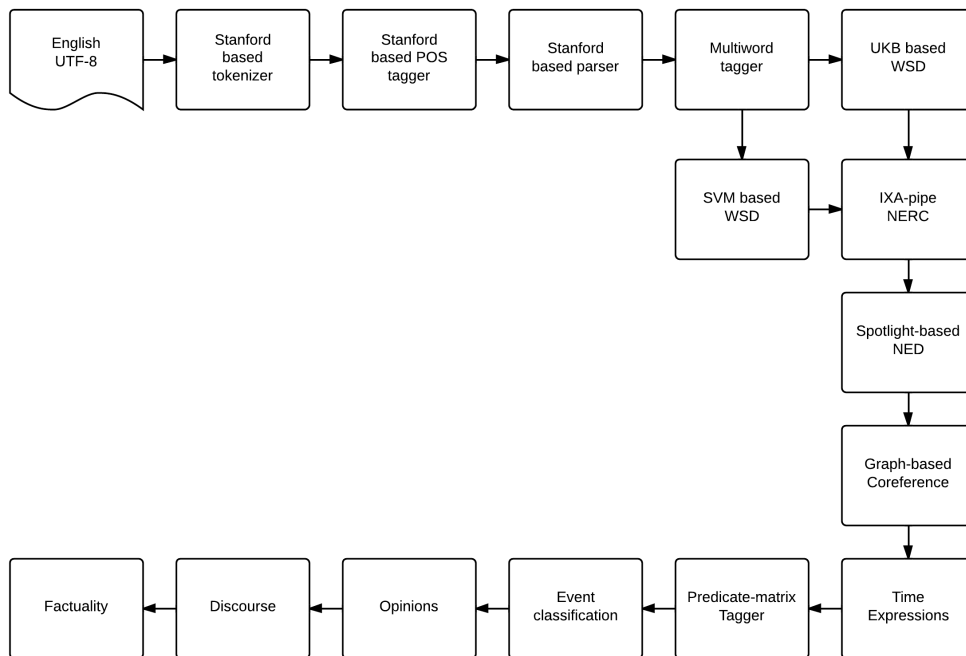 English
UTF-8
Stanford
based
tokenizer
Stanford
based POS
tagger
Stanford
based parser
Multiword
tagger
UKB based
WSD
SVM based
WSD
IXA-pipe
NERC
Spotlight-based
NED
Graph-based
Coreference
Factuality
Discourse
Opinions
Event
classification
Predicate-matrix
Tagger
Time
Expressions